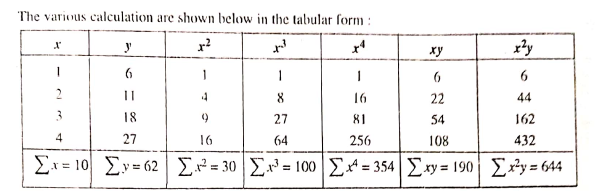 The various calculation are shown below in the tabular form :
x y x² x³ x⁴ xy x²y
1 6 1 1 1 6 6
2 11 4 8 16 22 44
3 18 9 27 81 54 162
4 27 16 64 256 108 432
∑x = 10 ∑y = 62 ∑x² = 30 ∑x³ = 100 ∑x⁴ = 354 ∑xy = 190 ∑x²y = 644